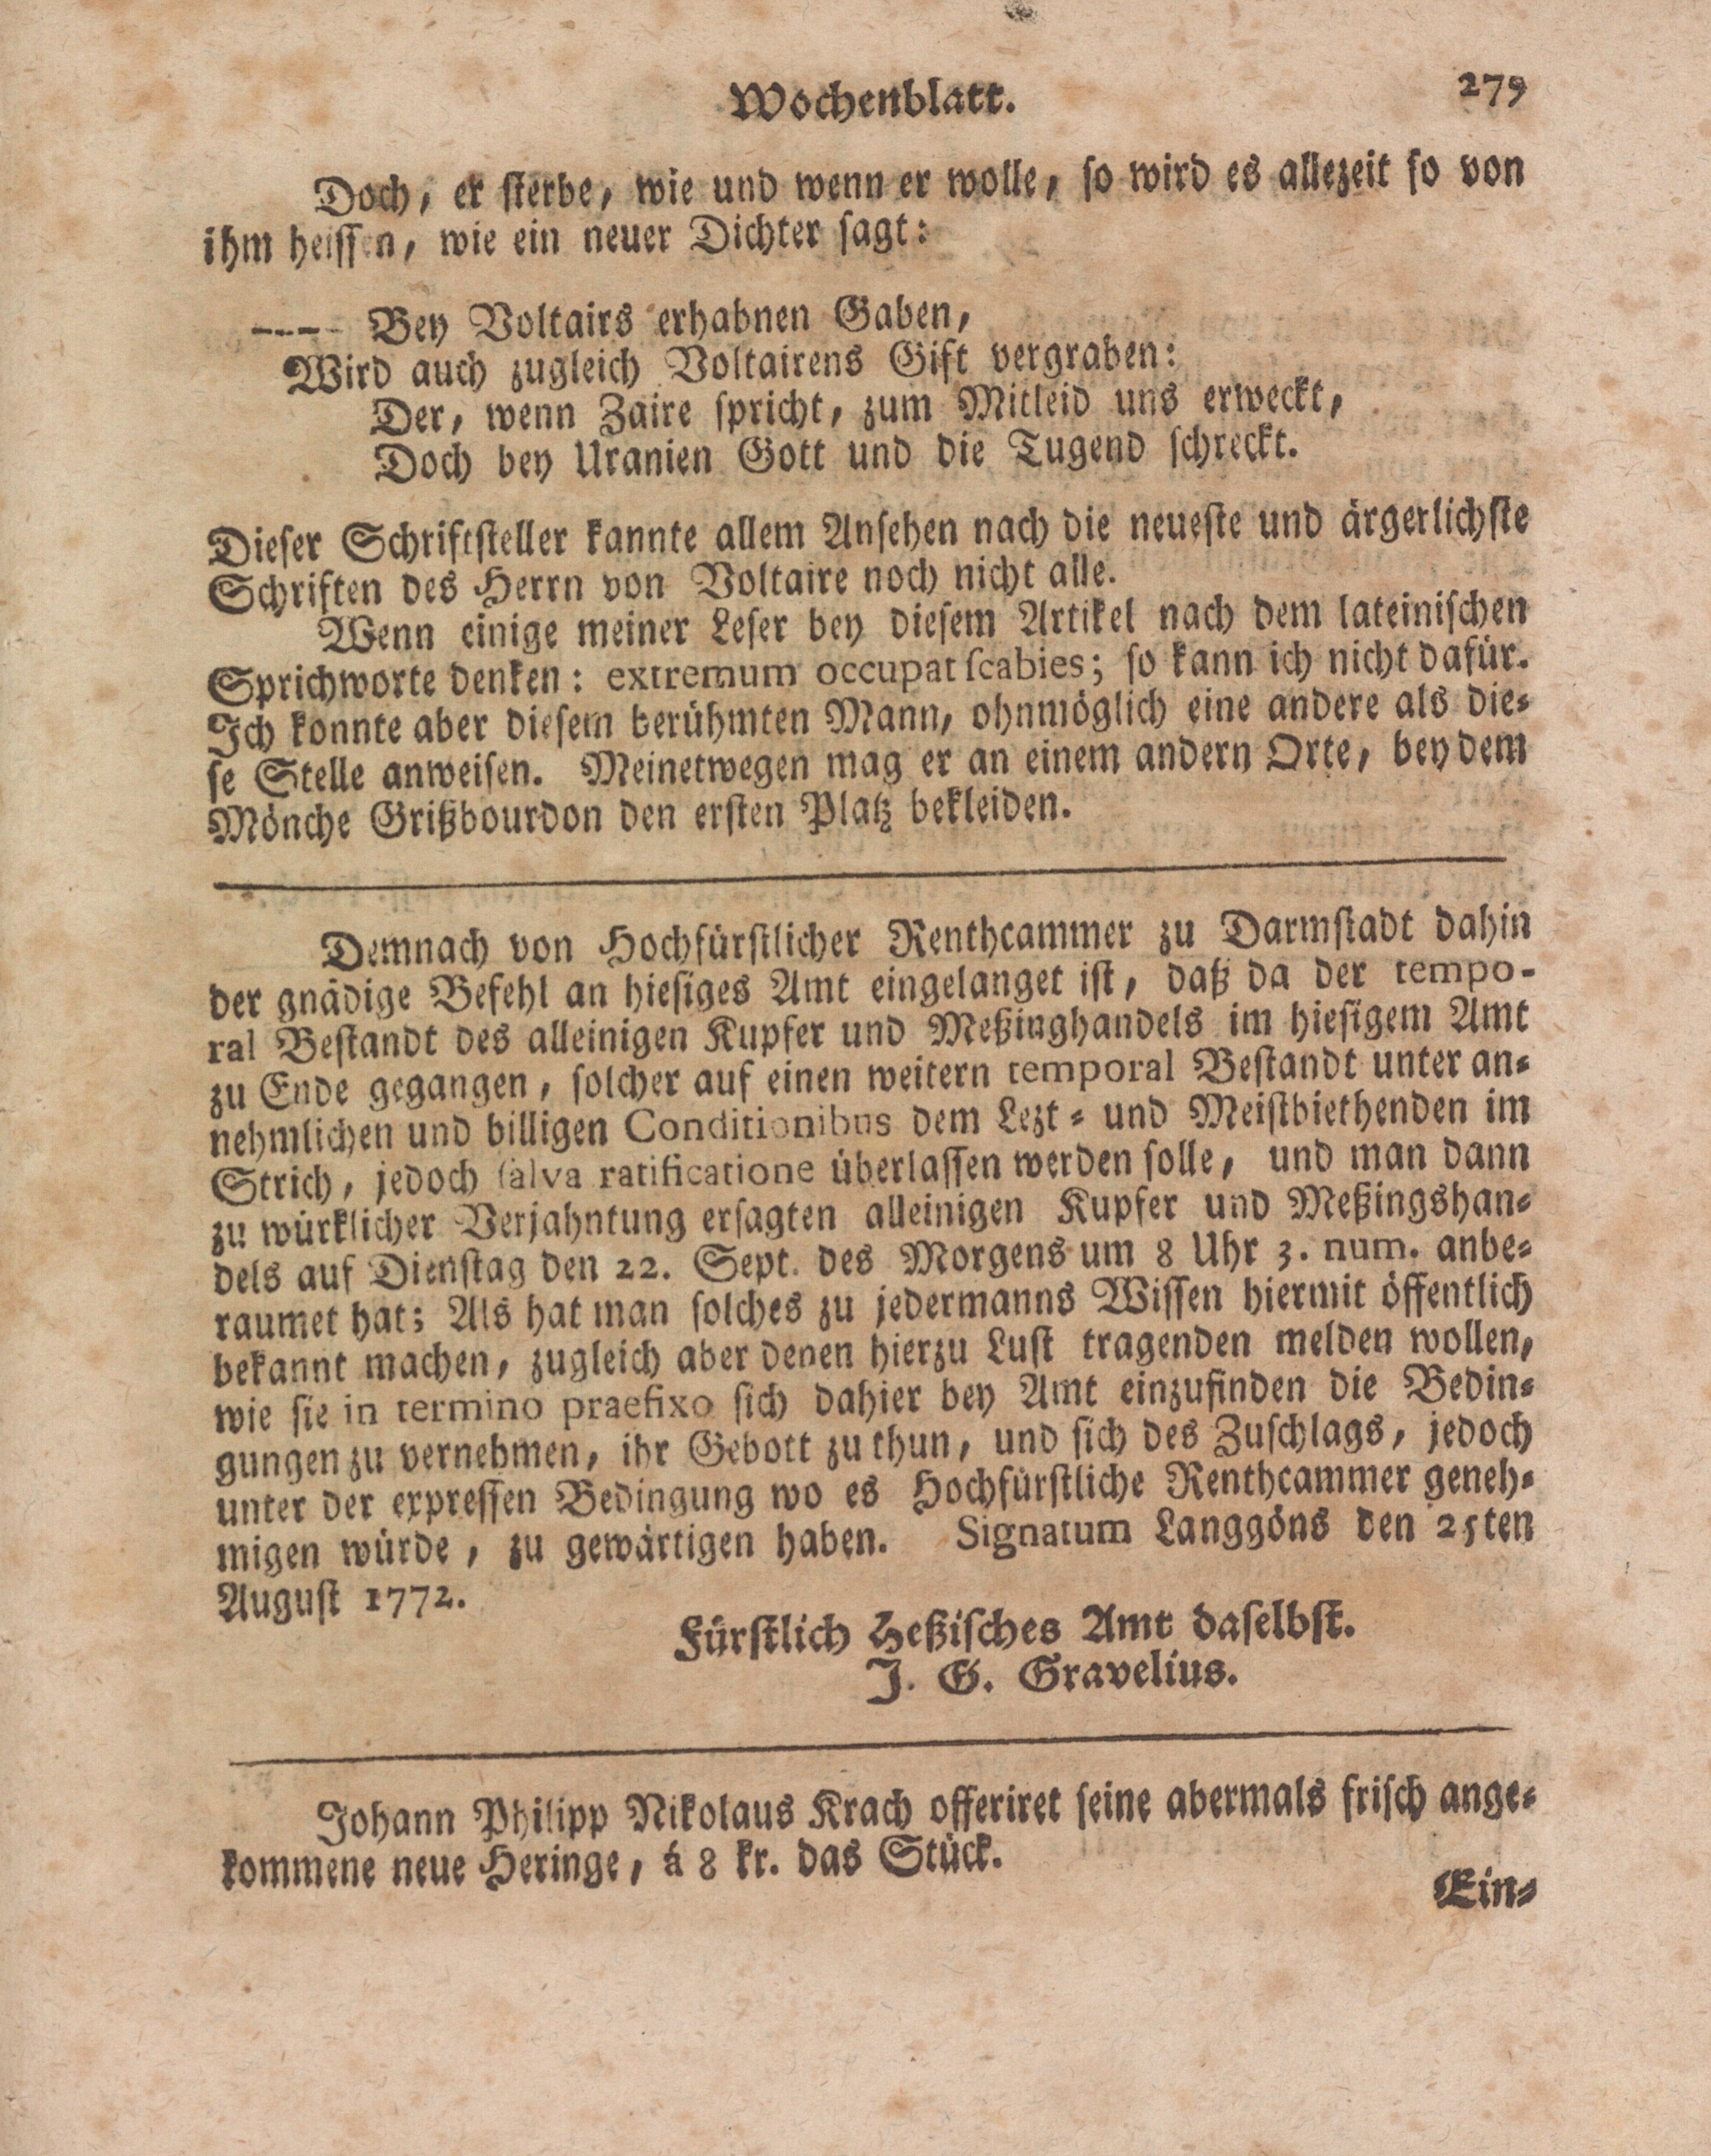 Wochenblatt. 279
Doch, er sterbe, wie und wenn er wolle, so wird es allezeit so von
ihm heissen, wie ein neuer Dichter sagt:
---- Bey Voltairs erhabnen Gaben,
Wird auch zugleich Voltairens Gift vergraben:
Der, wenn Zaire spricht, zum Mitleid uns erweckt,
Doch bey Uranien Gott und die Tugend schreckt.
Dieser Schriftsteller kannte allem Ansehen nach die neueste und ärgerlichste
Schriften des Herrn von Voltaire noch nicht alle.
Wenn einige meiner Leser bey diesem Artikel nach dem lateinischen
Sprichworte denken: extremum occupat scabies; so kann ich nicht dafür.
Ich konnte aber diesem berühmten Mann, ohnmöglich eine andere als die-
se Stelle anweisen. Meinetwegen mag er an einem andern Orte, bey dem
Mönche Grißbourdon den ersten Platz bekleiden.
Demnach von Hochfürstlicher Renthcammer zu Darmstadt dahin
der gnädige Befehl an hiesiges Amt eingelanget ist, daß da der tempo-
ral Bestandt des alleinigen Kupfer und Meßinghandels im hiesigem Amt
zu Ende gegangen, solcher auf einen weitern temporal Bestandt unter an-
nehmlichen und billigen Conditionibus dem Lezt- und Meistbiethenden im
Strich, jedoch salva ratificatione überlassen werden solle, und man dann
zu würklicher Verjahntung ersagten alleinigen Kupfer und Meßingshan-
dels auf Dienstag den 22. Sept. des Morgens um 8 Uhr 3. num. anbe-
raumet hat; Als hat man solches zu jedermanns Wissen hiermit öffentlich
bekannt machen, zugleich aber denen hierzu Lust tragenden melden wollen,
wie sie in termino praefixo sich dahier bey Amt einzufinden die Bedin-
gungen zu vernehmen, ihr Gebott zu thun, und sich des Zuschlags, jedoch
unter der expressen Bedingung wo es Hochfürstliche Renthcammer geneh-
migen würde, zu gewärtigen haben. Signatum Langgöns den 25ten
August 1772.
Fürstlich Heßisches Amt daselbst.
J. G. Gravelius.
Johann Philipp Nikolaus Krach offeriret seine abermals frisch ange-
kommene neue Heringe, á 8 kr. das Stück.
Ein-